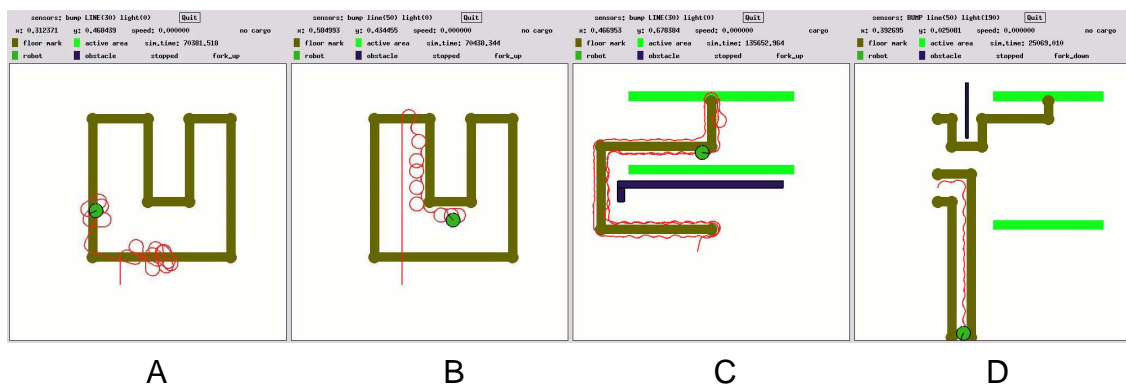 sensors: bump LINE(30) light(0) Quit
x: 0,312371 y: 0,468439 speed: 0,000000 no cargo
floor mark active area sim.time: 70381,518
robot obstacle stopped fork_up
sensors: bump line(50) light(0) Quit
x: 0,584993 y: 0,434455 speed: 0,000000 no cargo
floor mark active area sim.time: 70438,344
robot obstacle stopped fork_up
sensors: bump LINE(30) light(0) Quit
x: 0,466953 y: 0,678384 speed: 0,000000 cargo
floor mark active area sim.time: 135652,964
robot obstacle stopped fork_up
sensors: BUMP line(50) light(190) Quit
x: 0,392695 y: 0,025081 speed: 0,000000 no cargo
floor mark active area sim.time: 25069,010
robot obstacle stopped fork_down
A B C D